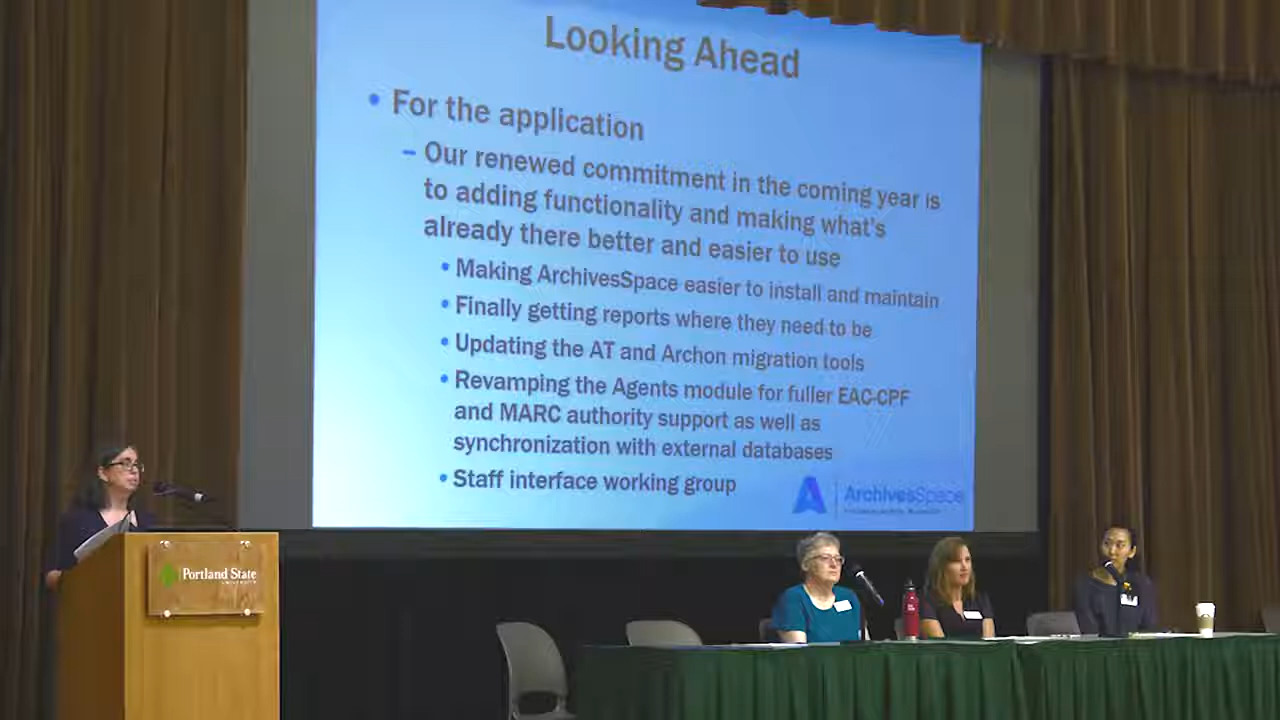 Looking Ahead
• For the application
– Our renewed commitment in the coming year is
to adding functionality and making what's
already there better and easier to use
• Making ArchivesSpace easier to install and maintain
• Finally getting reports where they need to be
• Updating the AT and Archon migration tools
• Revamping the Agents module for fuller EAC-CPF
and MARC authority support as well as
synchronization with external databases
• Staff interface working group
ArchivesSpace
Portland State
UNIVERSITY